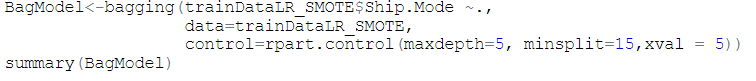 BagModel<-bagging(trainDataLR_SMOTE$Ship.Mode ~.,
data=trainDataLR_SMOTE,
control=rpart.control(maxdepth=5, minsplit=15,xval = 5))
summary(BagModel)